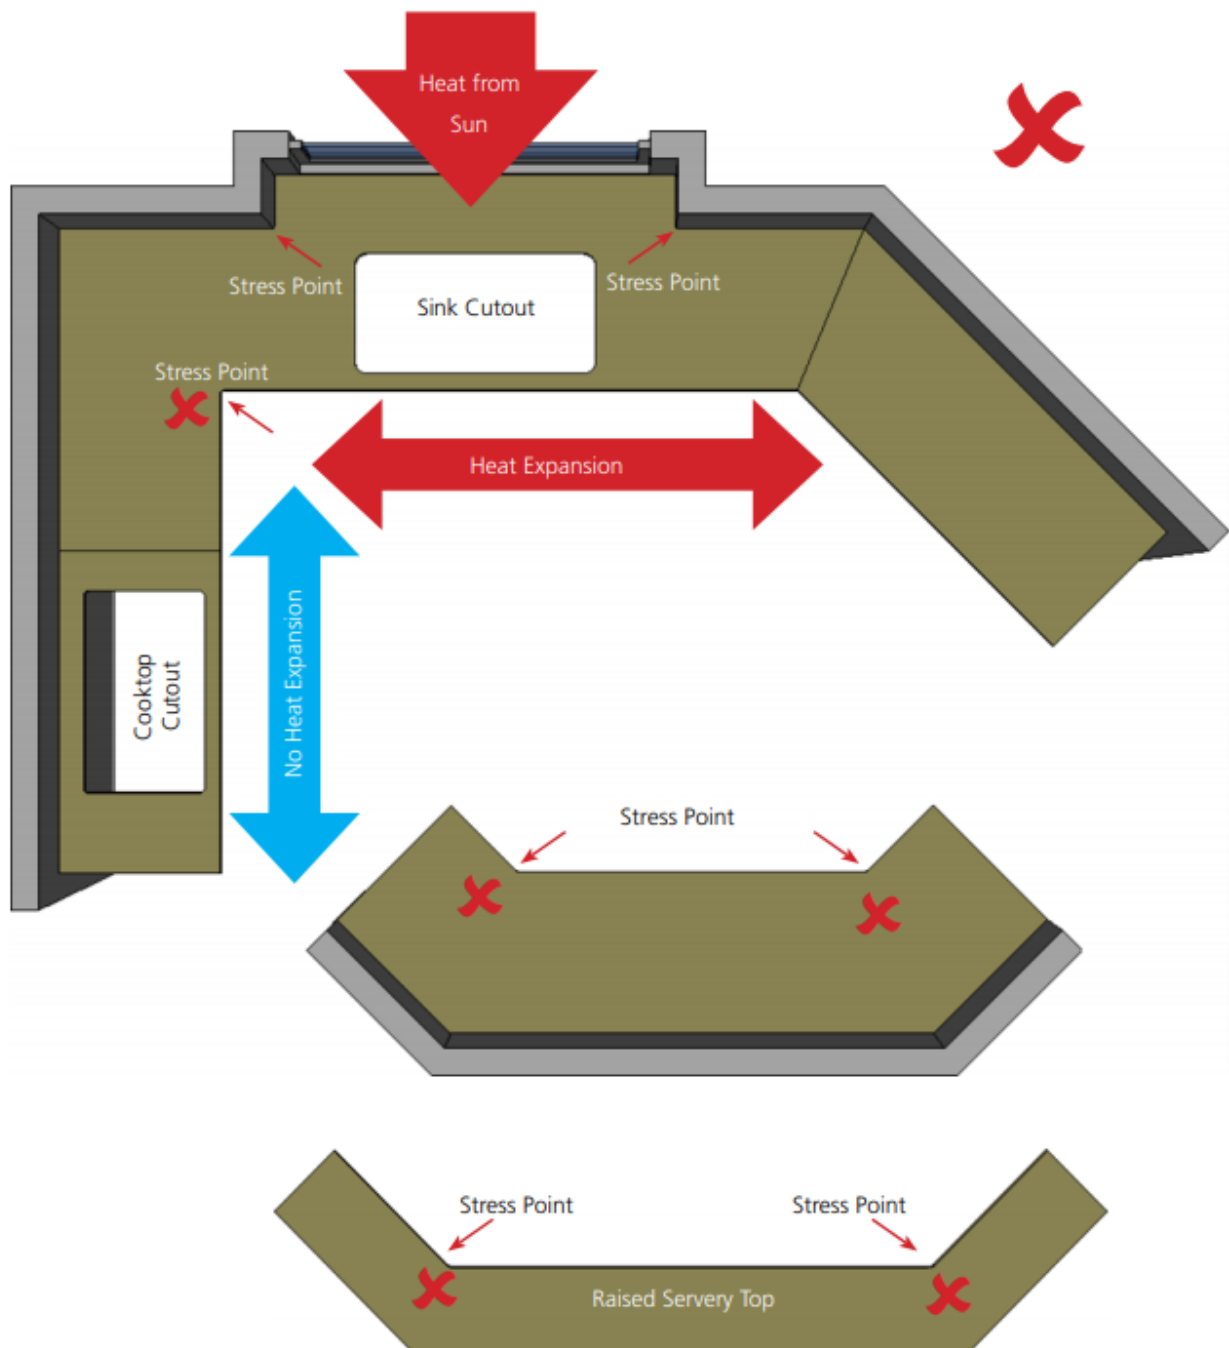 Heat from
Sun
Stress Point
Stress Point
Sink Cutout
Stress Point
Heat Expansion
No Heat Expansion
Cooktop
Cutout
Stress Point
Stress Point
Stress Point
Raised Servery Top